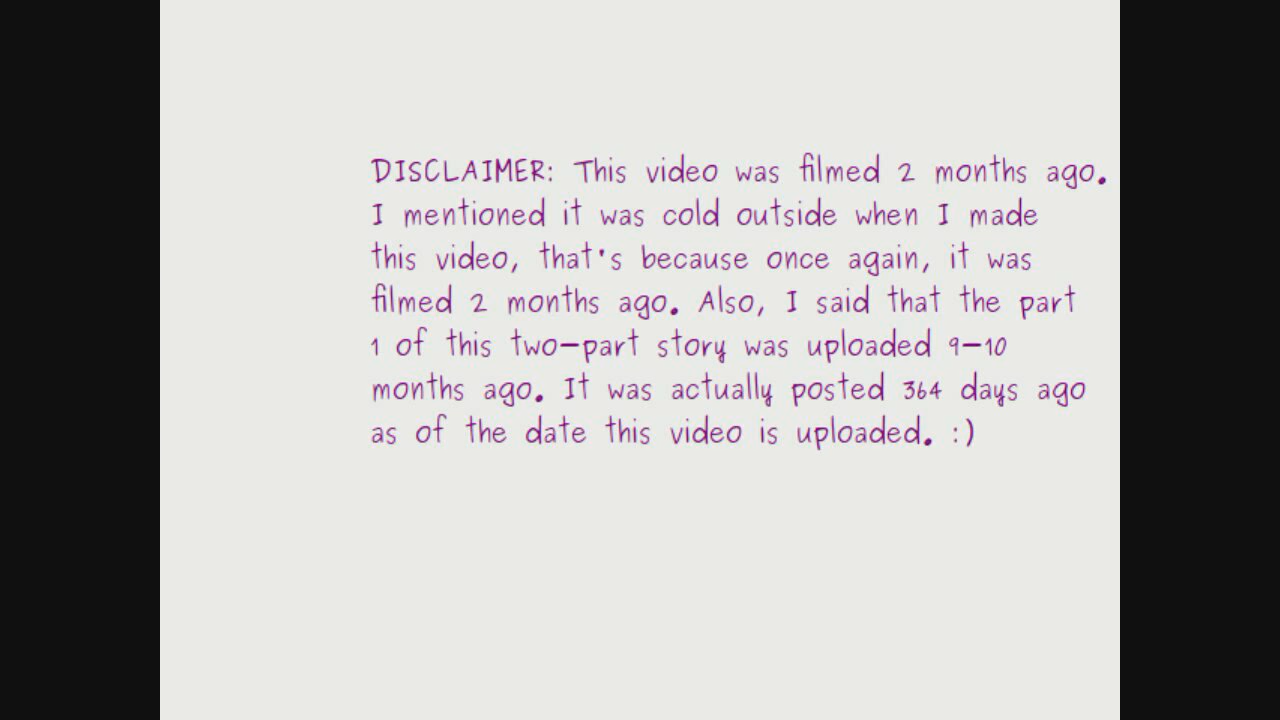 DISCLAIMER: This video was filmed 2 months ago.
I mentioned it was cold outside when I made
this video, that's because once again, it was
filmed 2 months ago. Also, I said that the part
1 of this two-part story was uploaded 9-10
months ago. It was actually posted 364 days ago
as of the date this video is uploaded. :)